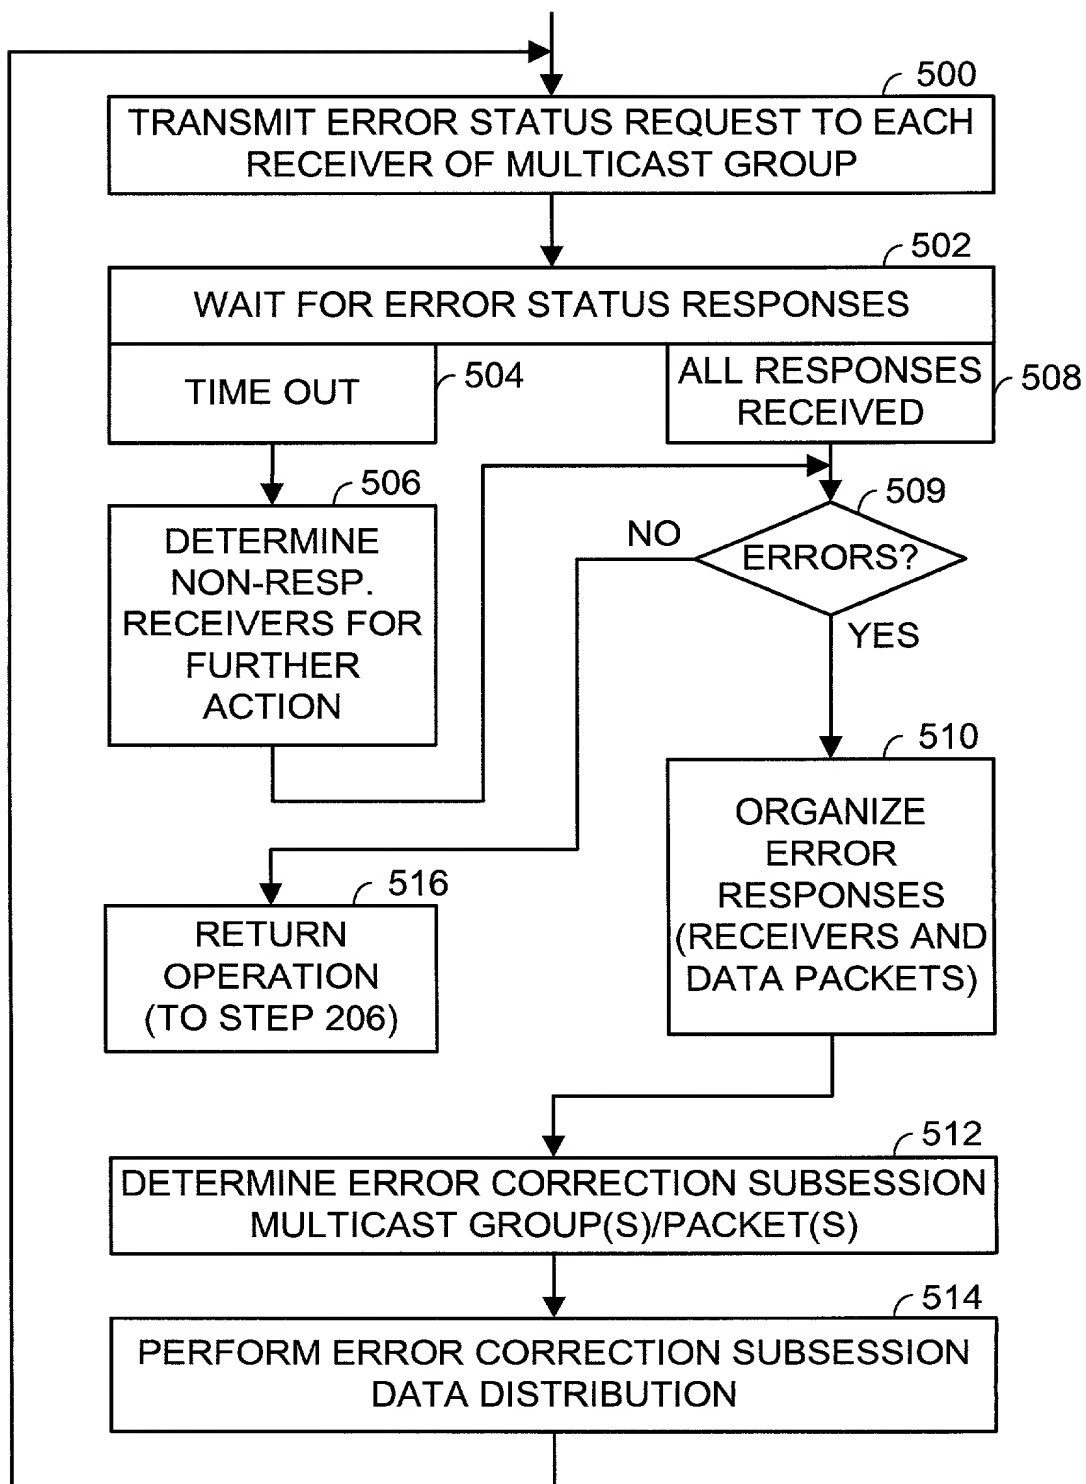 500
TRANSMIT ERROR STATUS REQUEST TO EACH
RECEIVER OF MULTICAST GROUP
502
WAIT FOR ERROR STATUS RESPONSES
TIME OUT
504
ALL RESPONSES
RECEIVED
508
506
DETERMINE
NON-RESP.
RECEIVERS FOR
FURTHER
ACTION
509
ERRORS?
NO
YES
510
ORGANIZE
ERROR
RESPONSES
(RECEIVERS AND
DATA PACKETS)
516
RETURN
OPERATION
(TO STEP 206)
512
DETERMINE ERROR CORRECTION SUBSESSION
MULTICAST GROUP(S)/PACKET(S)
514
PERFORM ERROR CORRECTION SUBSESSION
DATA DISTRIBUTION